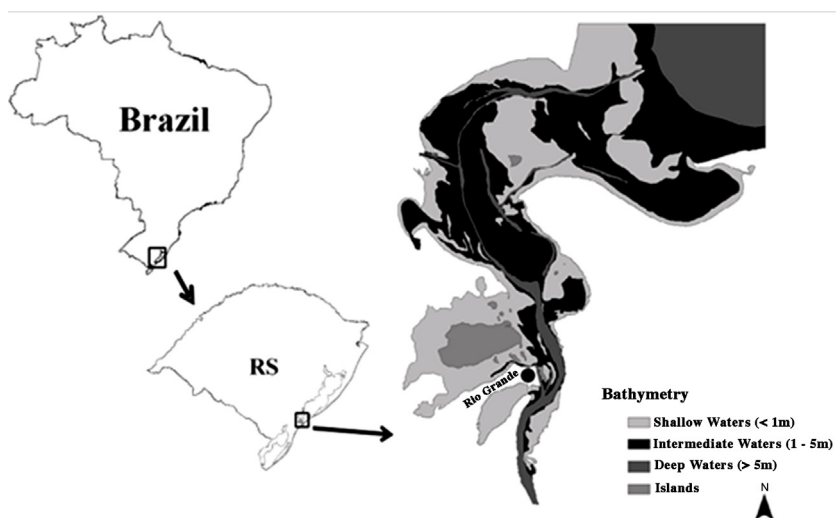 Brazil
RS
Rio Grande
Bathymetry
Shallow Waters (< 1m)
Intermediate Waters (1 - 5m)
Deep Waters (> 5m)
Islands
N